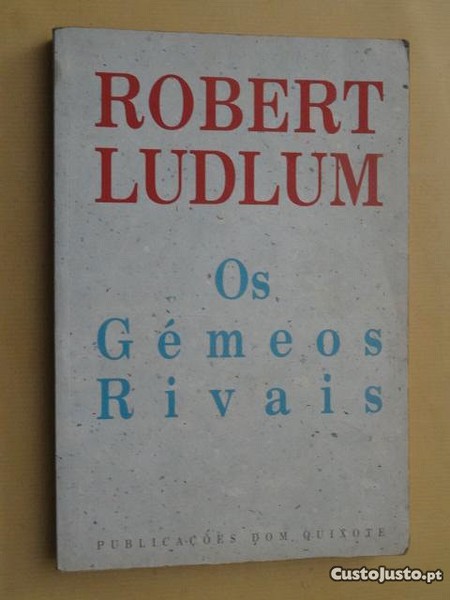 ROBERT
LUDLUM
Os
Gémeos
Rivais
PUBLICAÇÕES DOM QUIXOTE
CustoJusto.pt